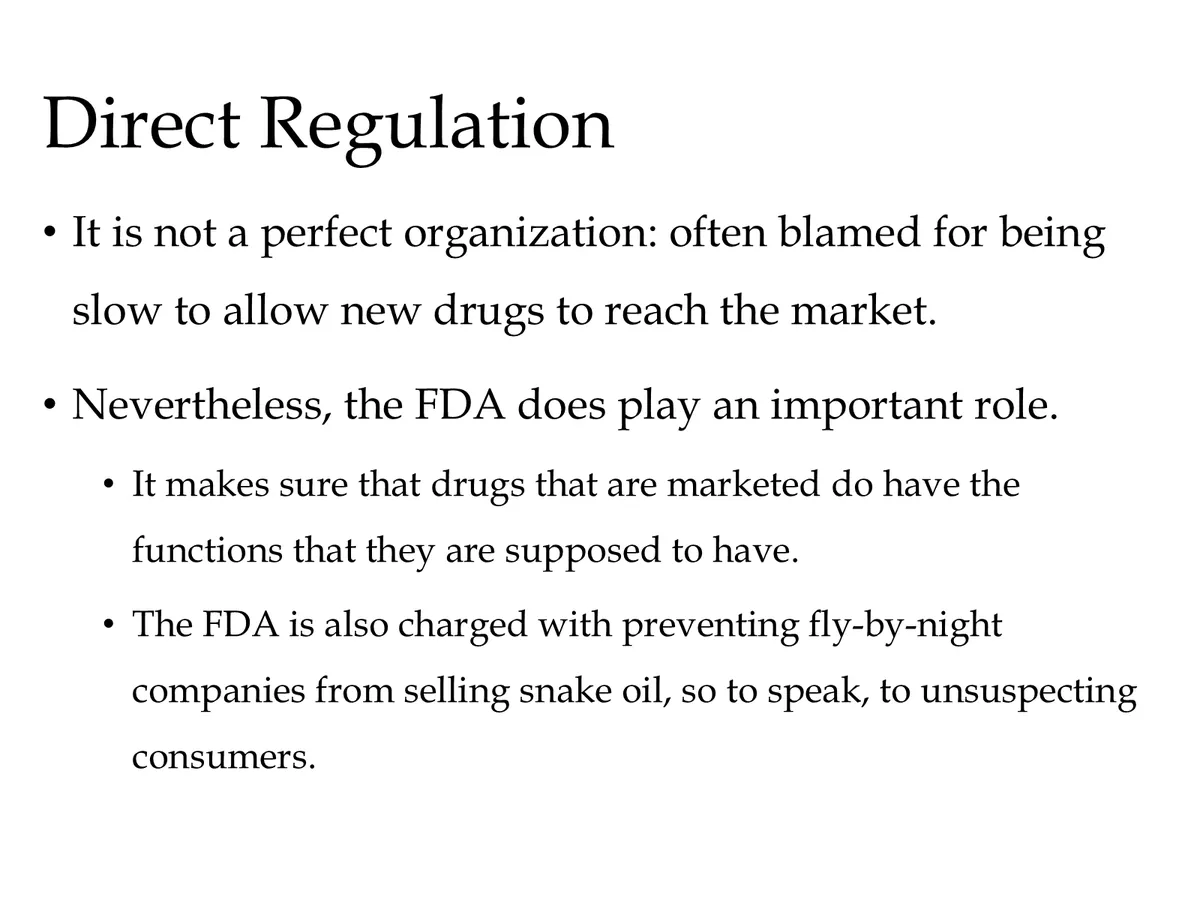 Direct Regulation
• It is not a perfect organization: often blamed for being
slow to allow new drugs to reach the market.
• Nevertheless, the FDA does play an important role.
• It makes sure that drugs that are marketed do have the
functions that they are supposed to have.
• The FDA is also charged with preventing fly-by-night
companies from selling snake oil, so to speak, to unsuspecting
consumers.